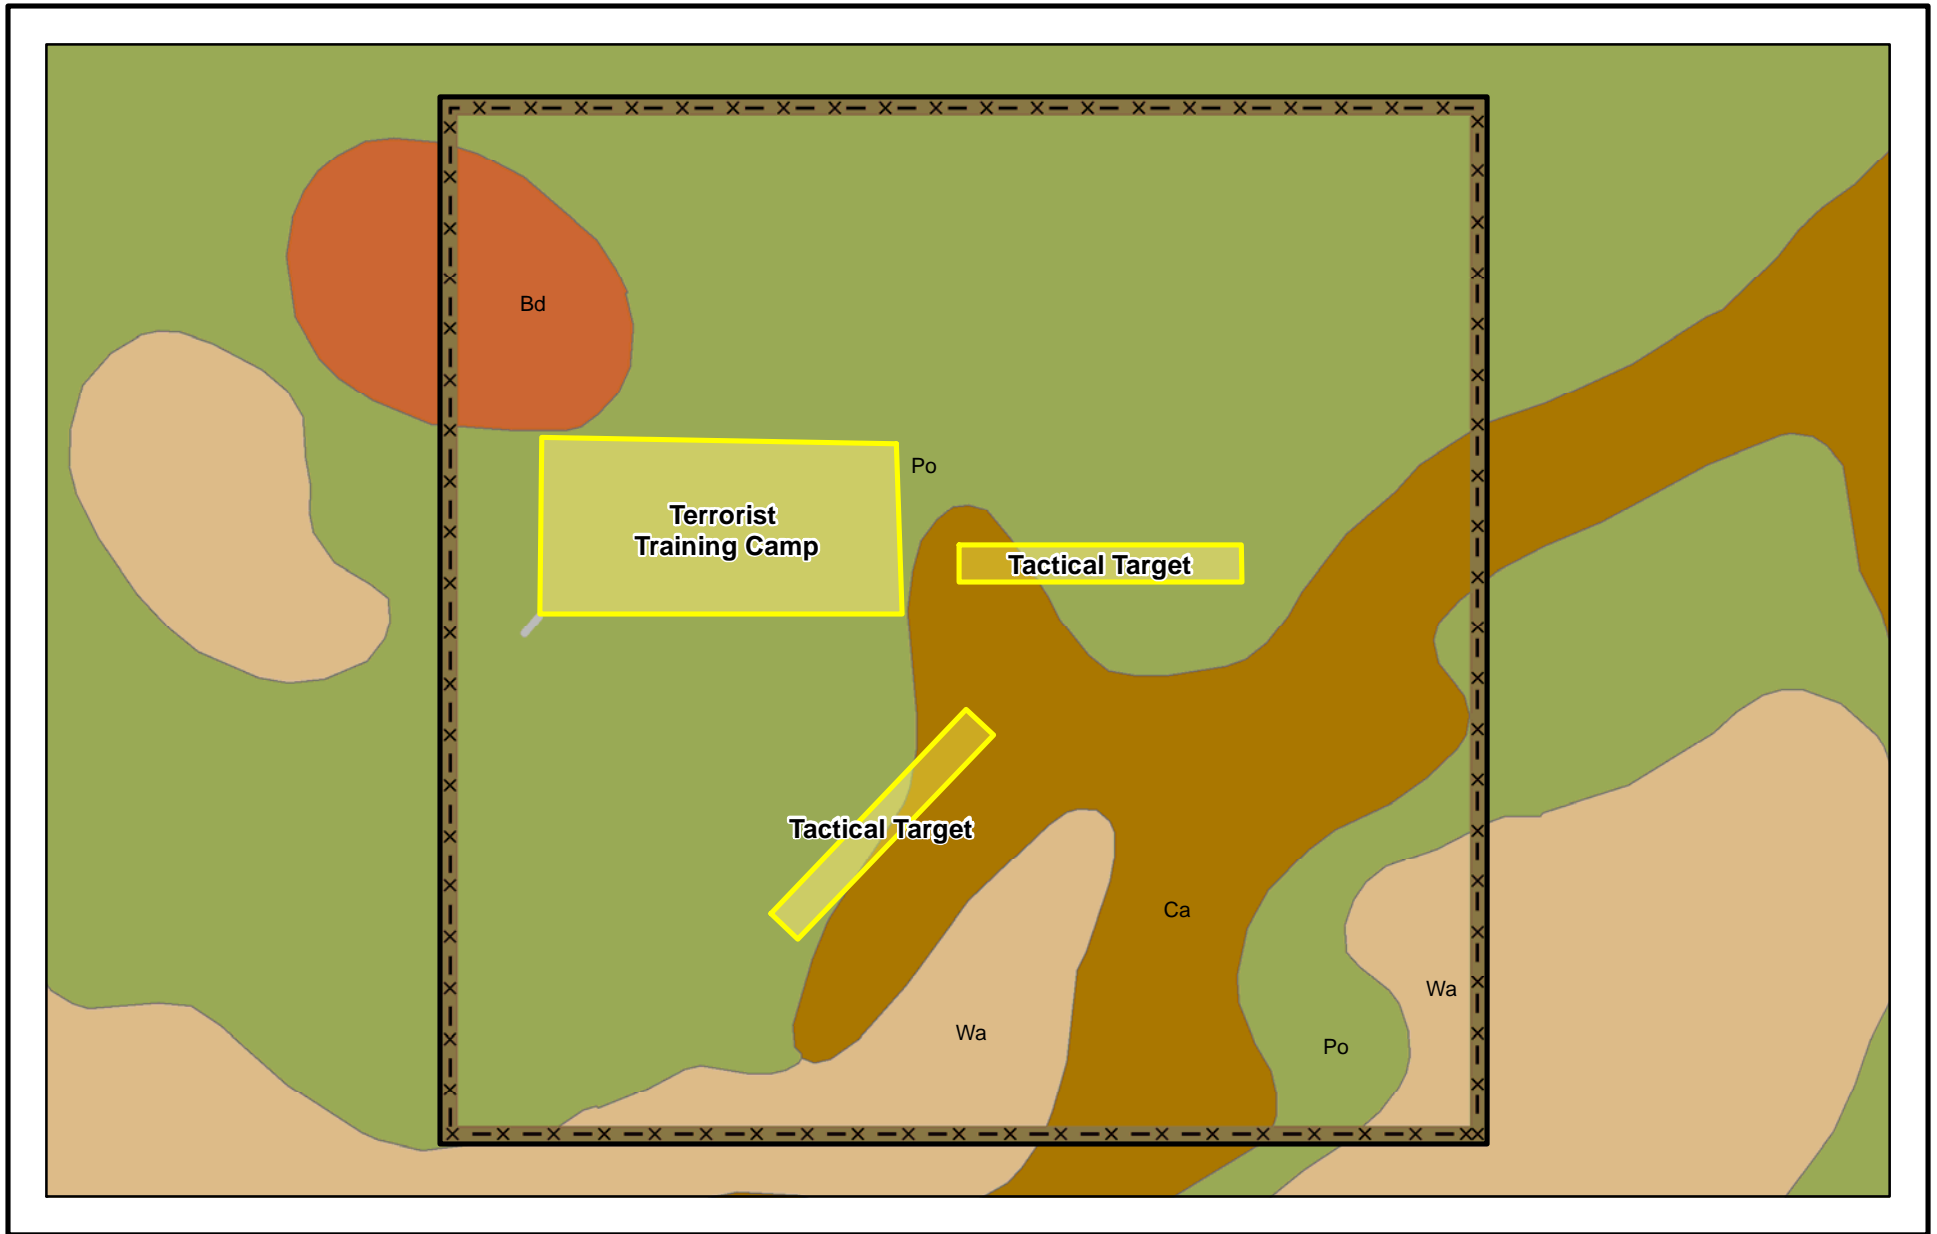 Bd
Po
Terrorist
Training Camp
Tactical Target
Tactical Target
Ca
Wa
Wa
Po